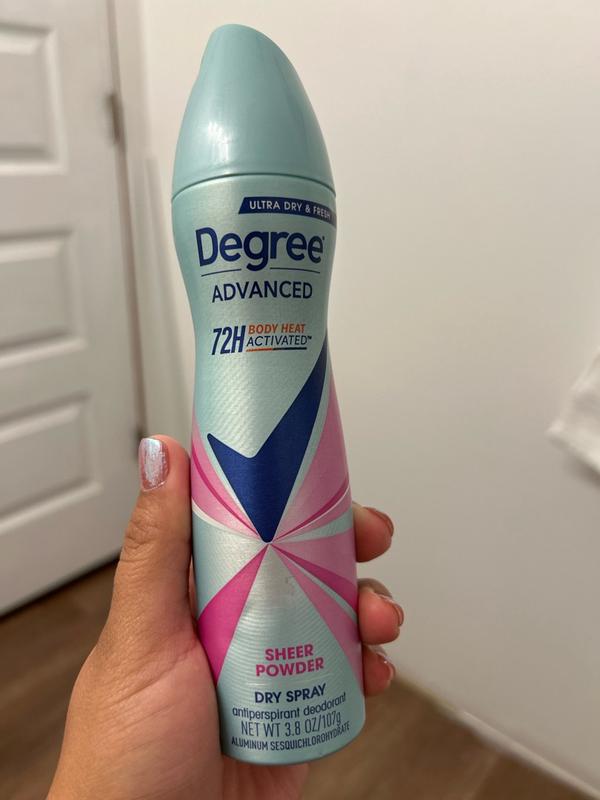 ULTRA DRY & FRESH
Degree®
ADVANCED
72H BODY HEAT
ACTIVATED™
SHEER
POWDER
DRY SPRAY
antiperspirant deodorant
NET WT 3.8 OZ/107g
ALUMINUM SESQUICHLOROHYDRATE